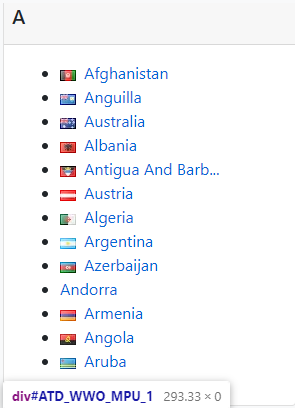 A
Afghanistan
Anguilla
Australia
Albania
Antigua And Barb...
Austria
Algeria
Argentina
Azerbaijan
Andorra
Armenia
Angola
Aruba
div#ATD_WWO_MPU_1 293.33 × 0